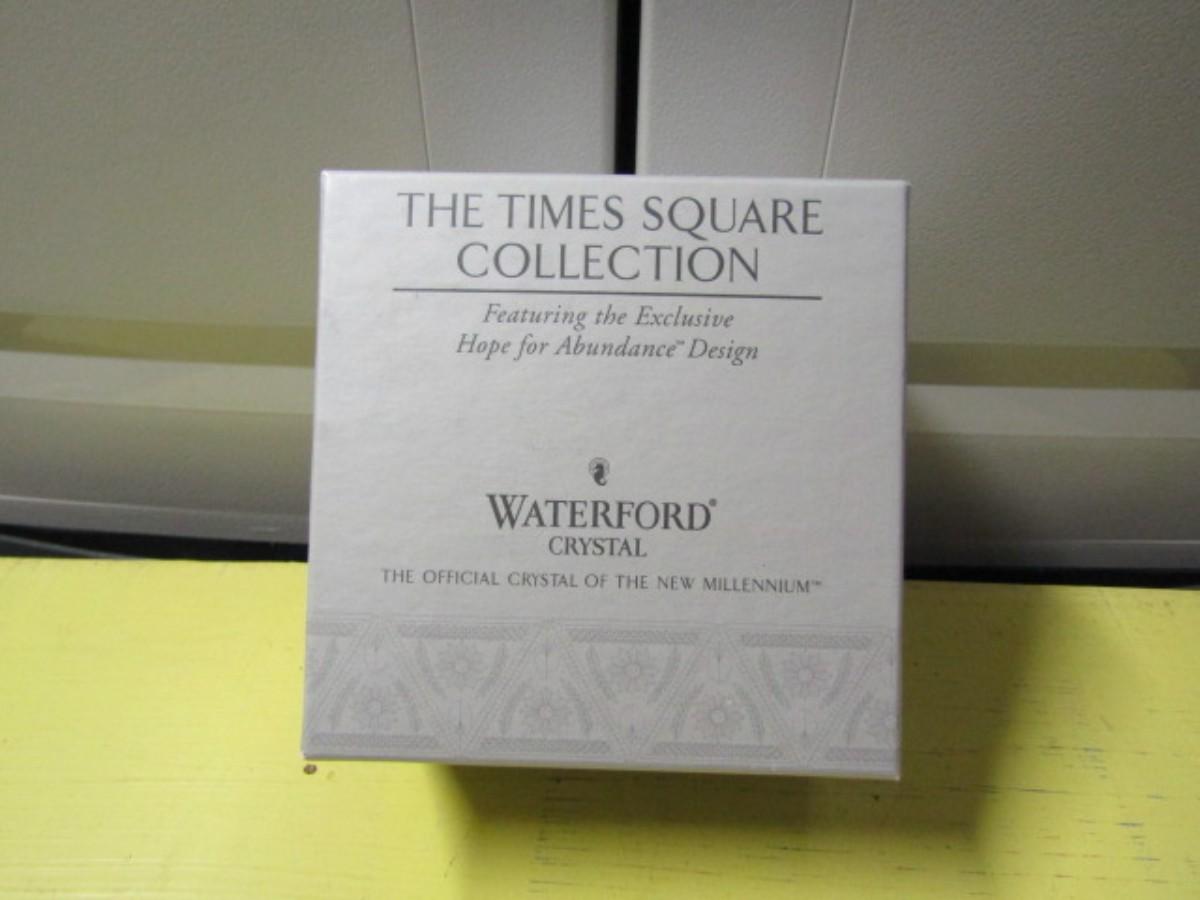 THE TIMES SQUARE
COLLECTION
Featuring the Exclusive
Hope for Abundance™ Design
WATERFORD®
CRYSTAL
THE OFFICIAL CRYSTAL OF THE NEW MILLENNIUM™